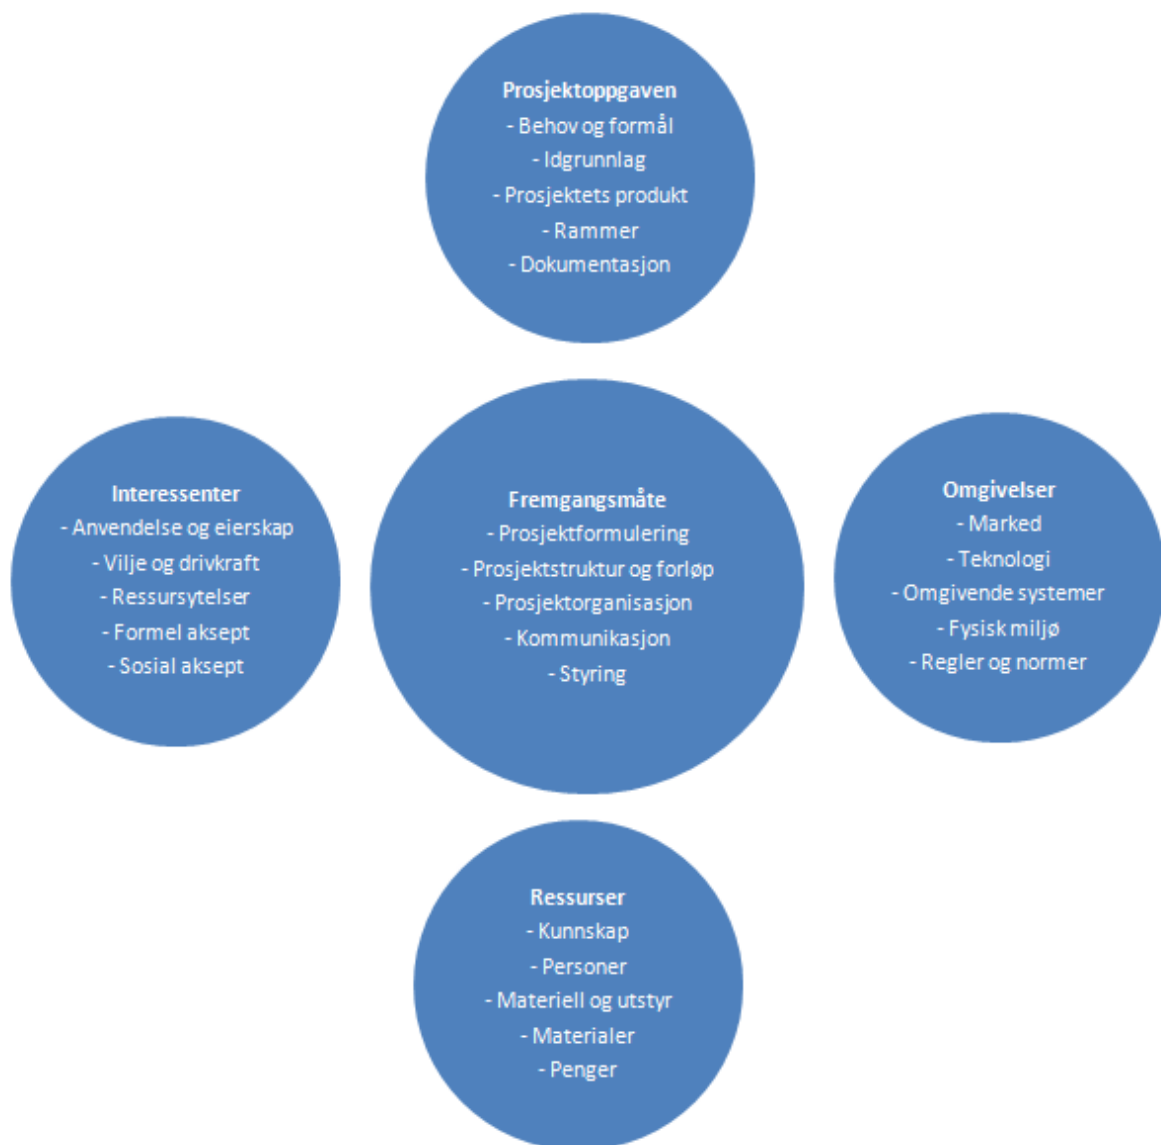 Prosjektoppgaven
- Behov og formål
- Idgrunnlag
- Prosjektets produkt
- Rammer
- Dokumentasjon
Interessenter
- Anvendelse og eierskap
- Vilje og drivkraft
- Ressursytelser
- Formel aksept
- Sosial aksept
Fremgangsmåte
- Prosjektformulering
- Prosjektstruktur og forløp
- Prosjektorganisasjon
- Kommunikasjon
- Styring
Omgivelser
- Marked
- Teknologi
- Omgivende systemer
- Fysisk miljø
- Regler og normer
Ressurser
- Kunnskap
- Personer
- Materiell og utstyr
- Materialer
- Penger